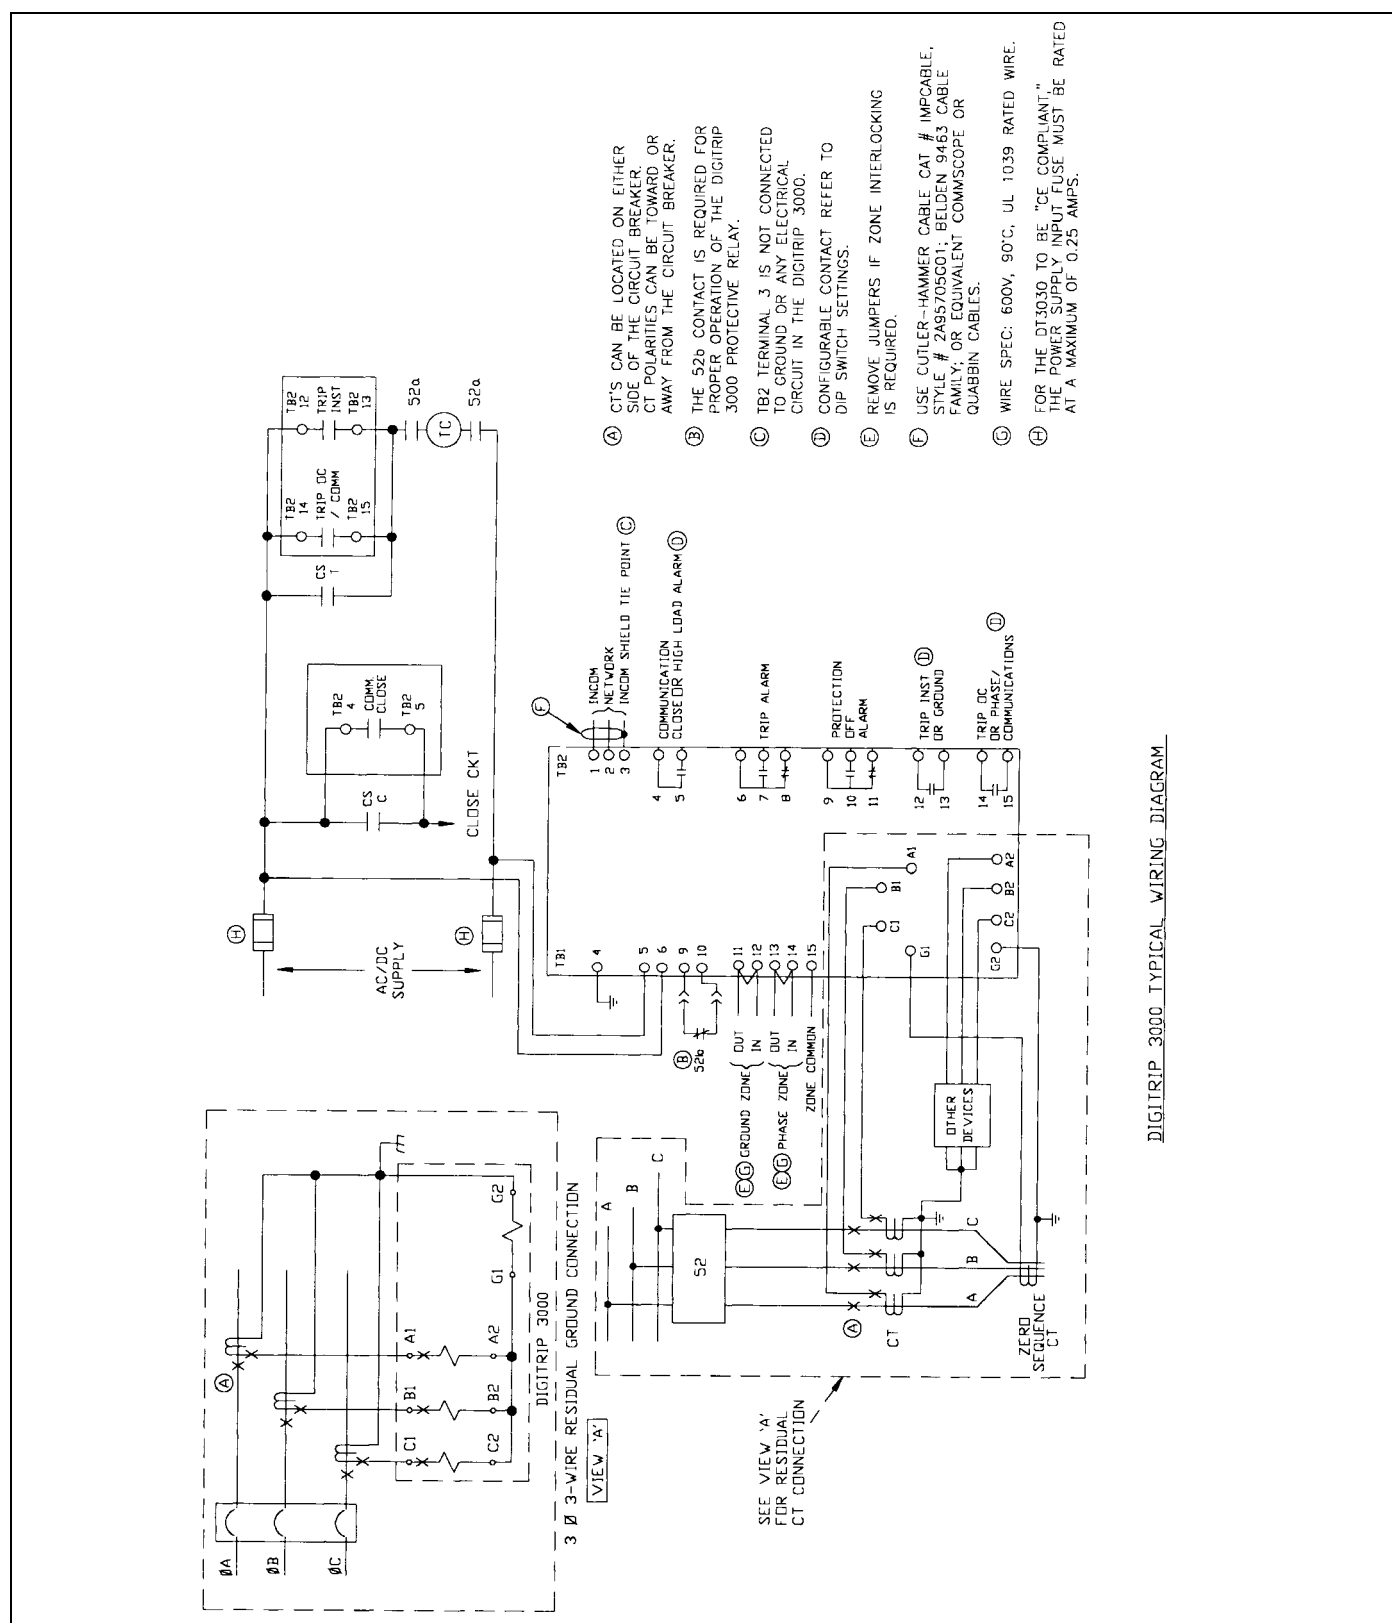 AC/DC
SUPPLY
H
H
CS
C
CLOSE CKT
TB2
4
COMM.
CLOSE
TB2
5
CS
T
TB2
14
TRIP OC
/ COMM
TB2
15
TB2
12
TRIP
INST
TB2
13
52a
TC
52a
ØA
ØB
ØC
A
C1
B1
A1
G1
G2
C2
B2
A2
DIGITRIP 3000
3 Ø 3-WIRE RESIDUAL GROUND CONNECTION
VIEW 'A'
TB1
4
5
6
9
10
11
12
13
14
15
B
52b
OUT
IN
OUT
IN
E G GROUND ZONE
E G PHASE ZONE
ZONE COMMON
TB2
F
1
2
3
INCOM
NETWORK
INCOM SHIELD TIE POINT C
4
5
COMMUNICATION
CLOSE OR HIGH LOAD ALARM D
6
7
8
TRIP ALARM
9
10
11
PROTECTION
OFF
ALARM
12
13
TRIP INST D
OR GROUND
14
15
TRIP OC
OR PHASE/ D
COMMUNICATIONS
A
B
C
52
A
CT
A
B
C
ZERO
SEQUENCE
CT
OTHER
DEVICES
G1
C1
B1
A1
G2
C2
B2
A2
SEE VIEW 'A'
FOR RESIDUAL
CT CONNECTION
A CT'S CAN BE LOCATED ON EITHER
SIDE OF THE CIRCUIT BREAKER.
CT POLARITIES CAN BE TOWARD OR
AWAY FROM THE CIRCUIT BREAKER.
B THE 52b CONTACT IS REQUIRED FOR
PROPER OPERATION OF THE DIGITRIP
3000 PROTECTIVE RELAY.
C TB2 TERMINAL 3 IS NOT CONNECTED
TO GROUND OR ANY ELECTRICAL
CIRCUIT IN THE DIGITRIP 3000.
D CONFIGURABLE CONTACT REFER TO
DIP SWITCH SETTINGS.
E REMOVE JUMPERS IF ZONE INTERLOCKING
IS REQUIRED.
F USE CUTLER-HAMMER CABLE CAT # IMPCABLE,
STYLE # 2A95705G01; BELDEN 9463 CABLE
FAMILY; OR EQUIVALENT COMMSCOPE OR
QUABBIN CABLES.
G WIRE SPEC: 600V, 90°C, UL 1039 RATED WIRE.
H FOR THE DT3030 TO BE "CE COMPLIANT,"
THE POWER SUPPLY INPUT FUSE MUST BE RATED
AT A MAXIMUM OF 0.25 AMPS.
DIGITRIP 3000 TYPICAL WIRING DIAGRAM